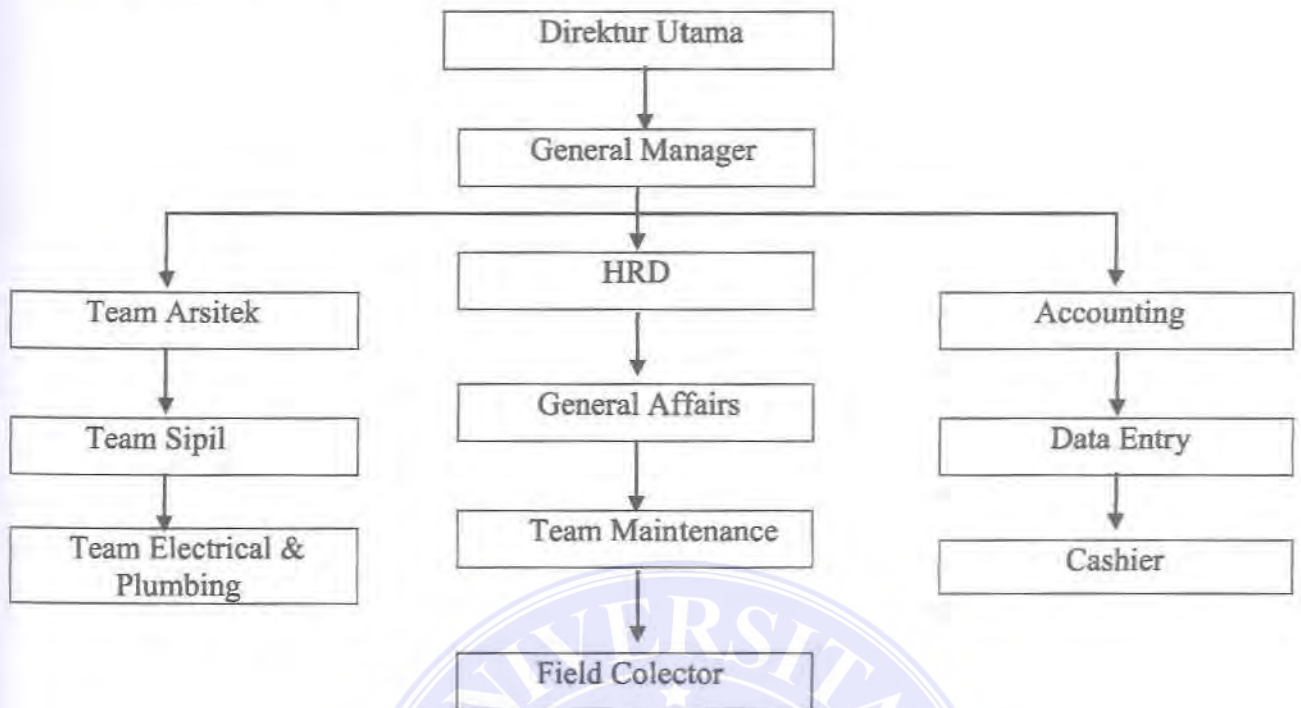 Direktur Utama
General Manager
HRD
Team Arsitek
Accounting
General Affairs
Team Sipil
Data Entry
Team Maintenance
Team Electrical &
Plumbing
Cashier
Field Colector
UNIVERSITA